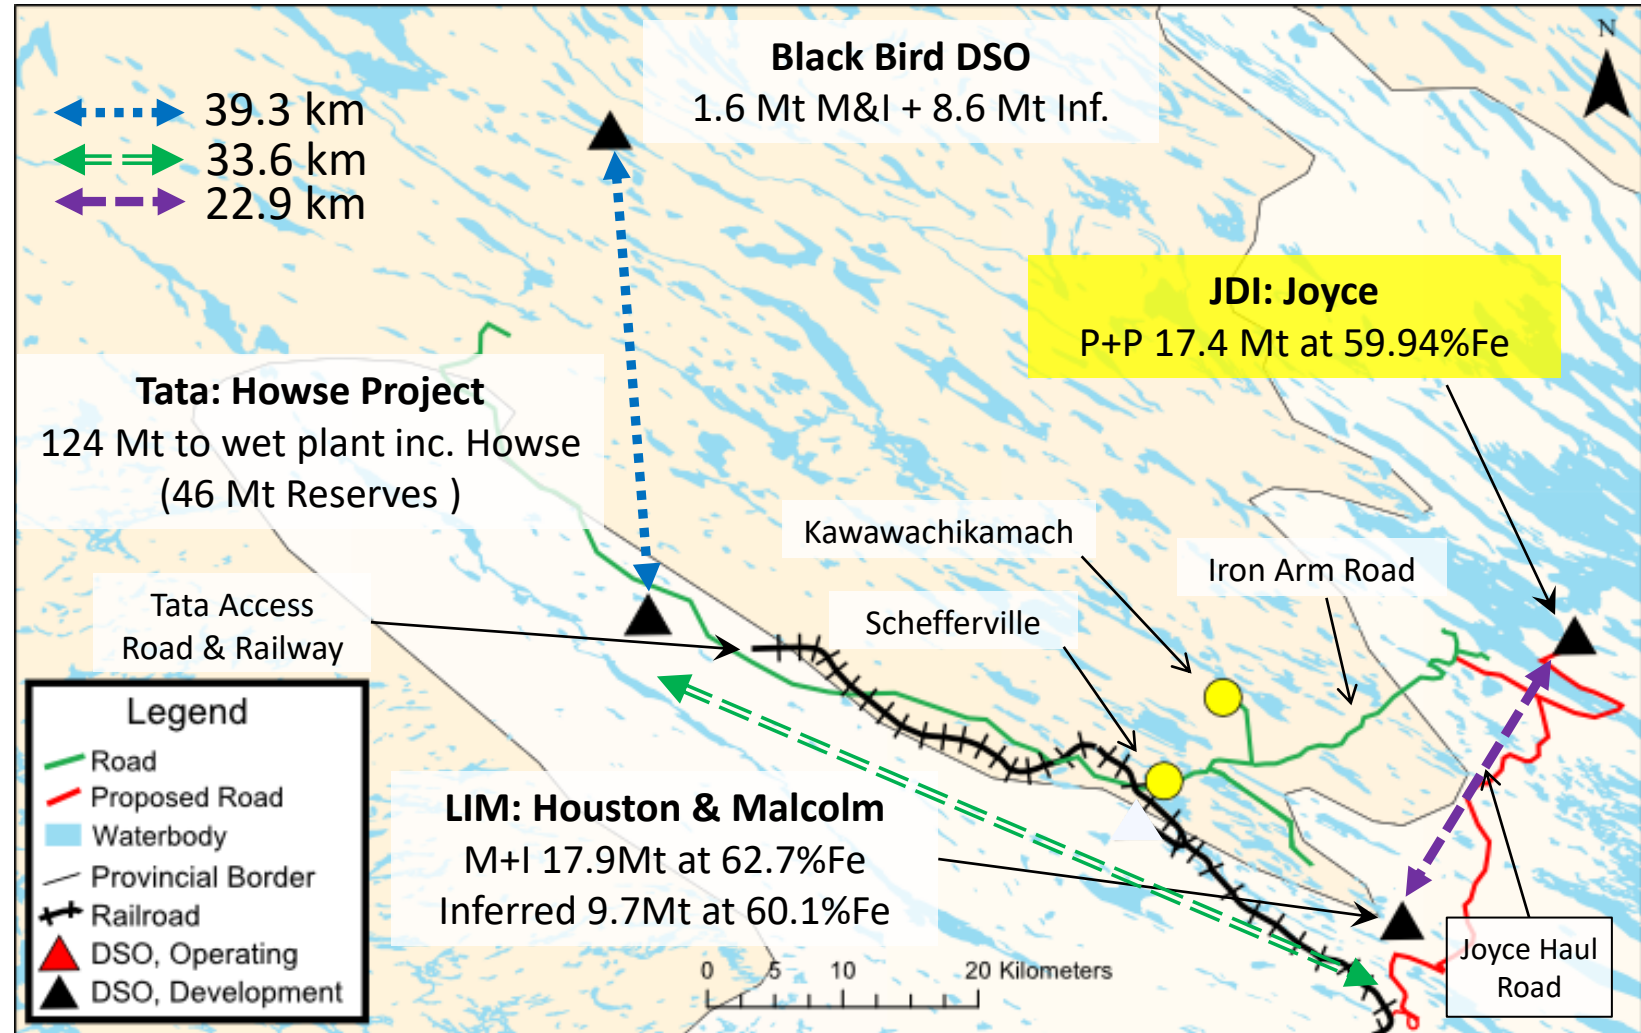 Black Bird DSO
1.6 Mt M&I + 8.6 Mt Inf.
N
39.3 km
33.6 km
22.9 km
JDI: Joyce
P+P 17.4 Mt at 59.94%Fe
Tata: Howse Project
124 Mt to wet plant inc. Howse
(46 Mt Reserves )
Kawawachikamach
Iron Arm Road
Schefferville
Tata Access
Road & Railway
Legend
Road
Proposed Road
Waterbody
Provincial Border
Railroad
DSO, Operating
DSO, Development
LIM: Houston & Malcolm
M+I 17.9Mt at 62.7%Fe
Inferred 9.7Mt at 60.1%Fe
Joyce Haul
Road
0 5 10 20 Kilometers